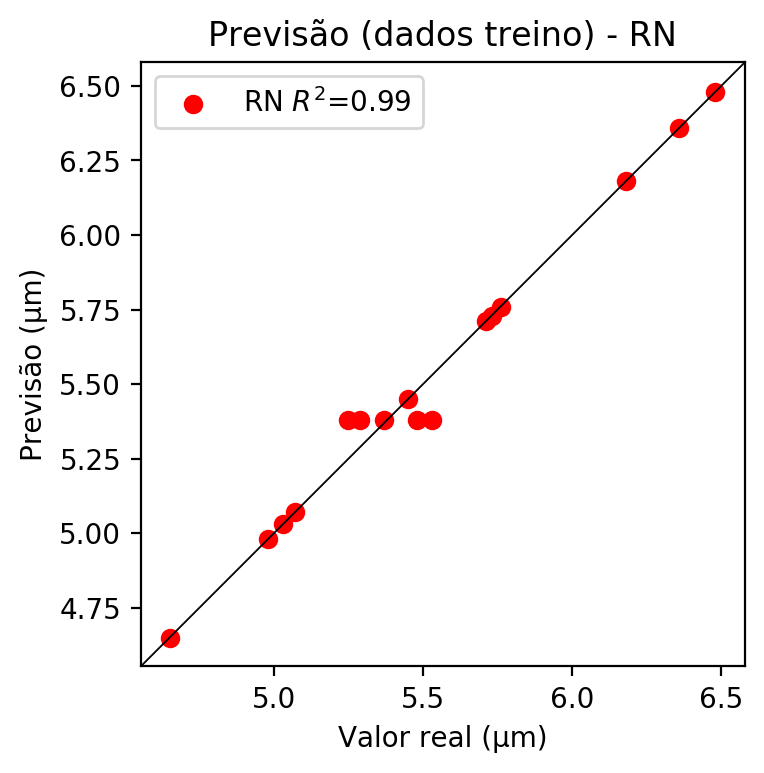 Previsão (dados treino) - RN
RN R²=0.99
Previsão (µm)
6.50
6.25
6.00
5.75
5.50
5.25
5.00
4.75
5.0 5.5 6.0 6.5
Valor real (µm)